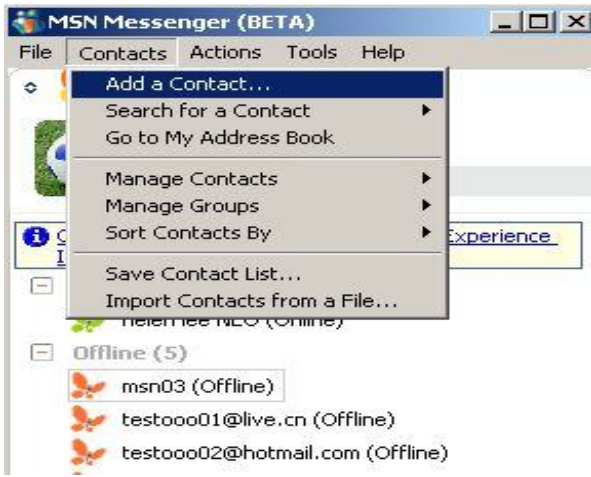 MSN Messenger (BETA)
File Contacts Actions Tools Help
Add a Contact...
Search for a Contact
Go to My Address Book
Manage Contacts
Manage Groups
Sort Contacts By
Experience
Save Contact List...
Import Contacts from a File...
(Online)
Offline (5)
msn03 (Offline)
testooo01@live.cn (Offline)
testooo02@hotmail.com (Offline)